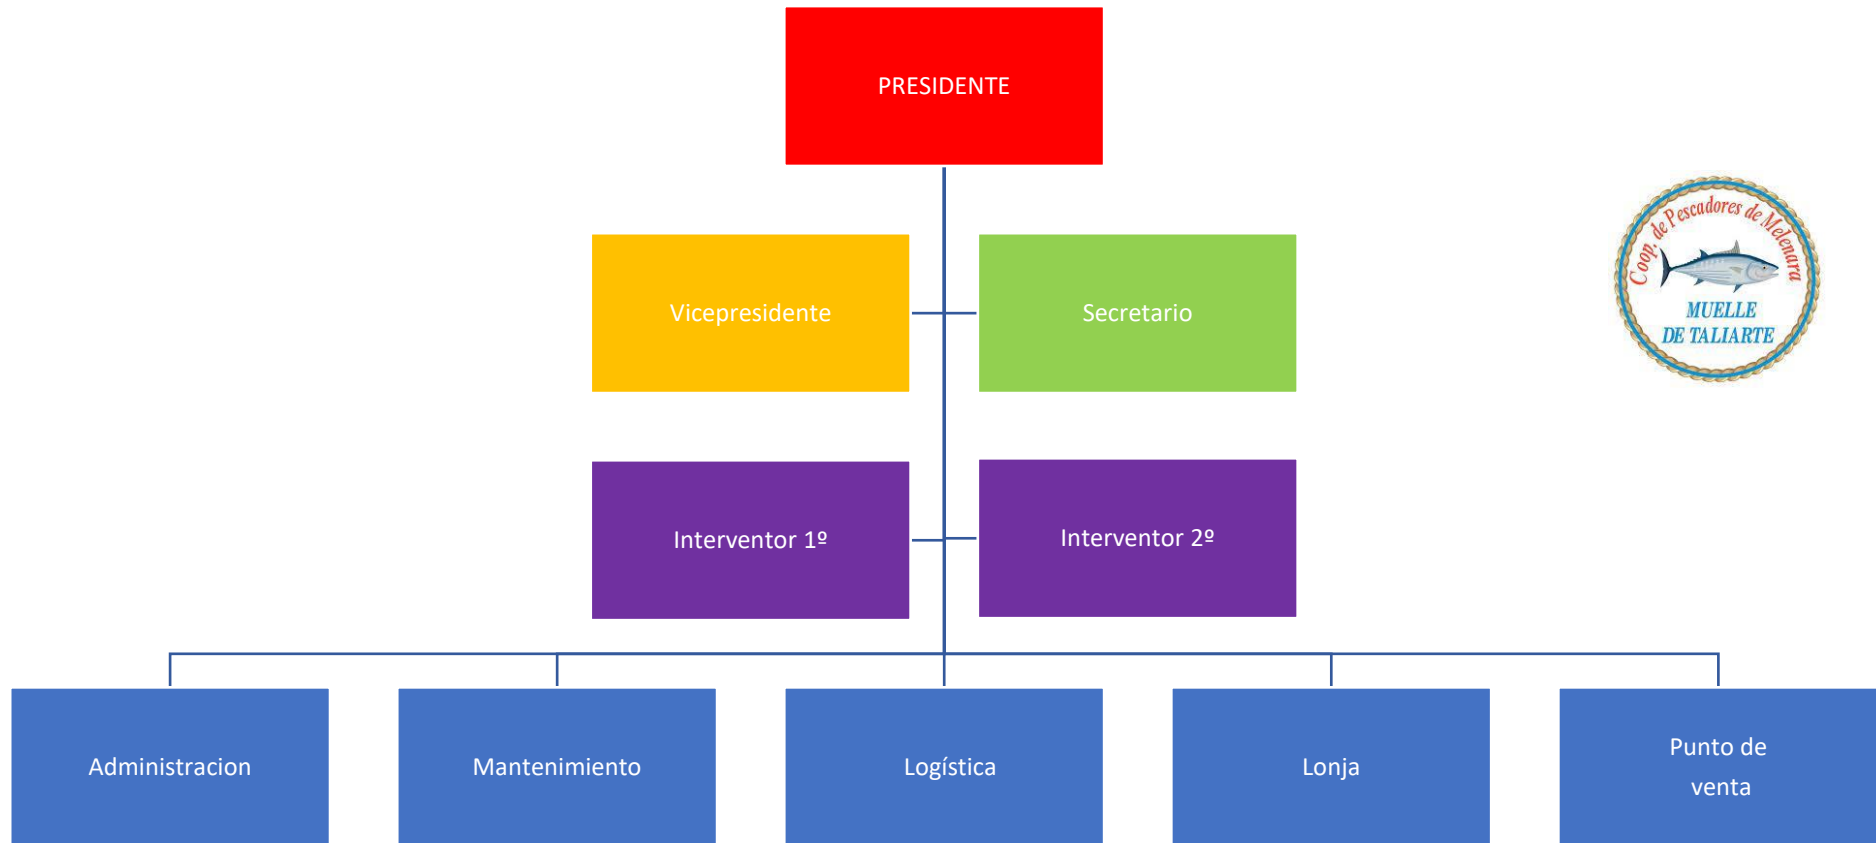 PRESIDENTE
Coop. de Pescadores de Melenara
MUELLE
DE TALIARTE
Vicepresidente
Secretario
Interventor 1º
Interventor 2º
Administracion
Mantenimiento
Logística
Lonja
Punto de
venta